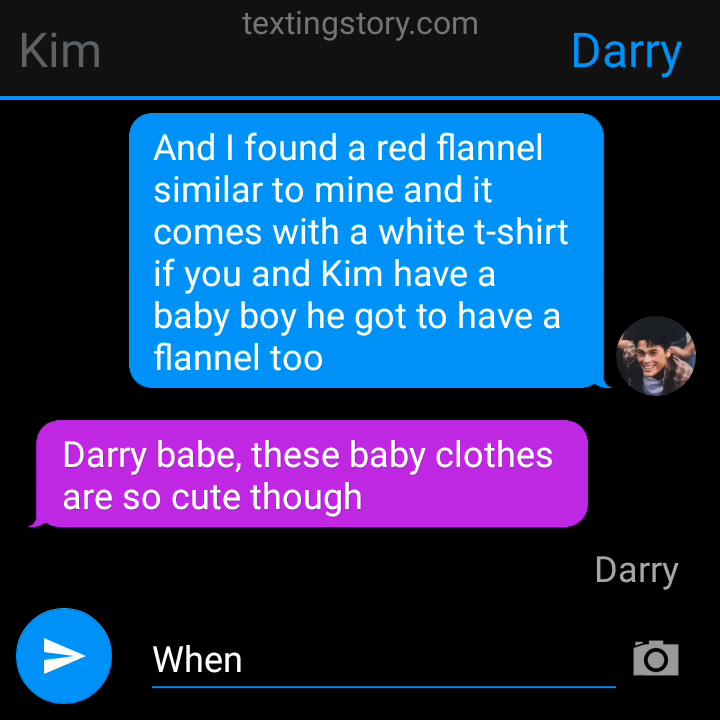 textingstory.com
Kim
Darry
And I found a red flannel
similar to mine and it
comes with a white t-shirt
if you and Kim have a
baby boy he got to have a
flannel too
Darry babe, these baby clothes
are so cute though
Darry
When